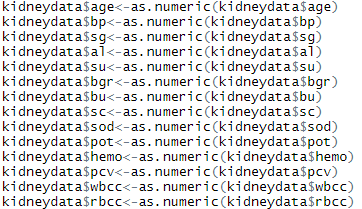 kidneydata$age<-as.numeric(kidneydata$age)
kidneydata$bp<-as.numeric(kidneydata$bp)
kidneydata$sg<-as.numeric(kidneydata$sg)
kidneydata$al<-as.numeric(kidneydata$al)
kidneydata$su<-as.numeric(kidneydata$su)
kidneydata$bgr<-as.numeric(kidneydata$bgr)
kidneydata$bu<-as.numeric(kidneydata$bu)
kidneydata$sc<-as.numeric(kidneydata$sc)
kidneydata$sod<-as.numeric(kidneydata$sod)
kidneydata$pot<-as.numeric(kidneydata$pot)
kidneydata$hemo<-as.numeric(kidneydata$hemo)
kidneydata$pcv<-as.numeric(kidneydata$pcv)
kidneydata$wbcc<-as.numeric(kidneydata$wbcc)
kidneydata$rbcc<-as.numeric(kidneydata$rbcc)